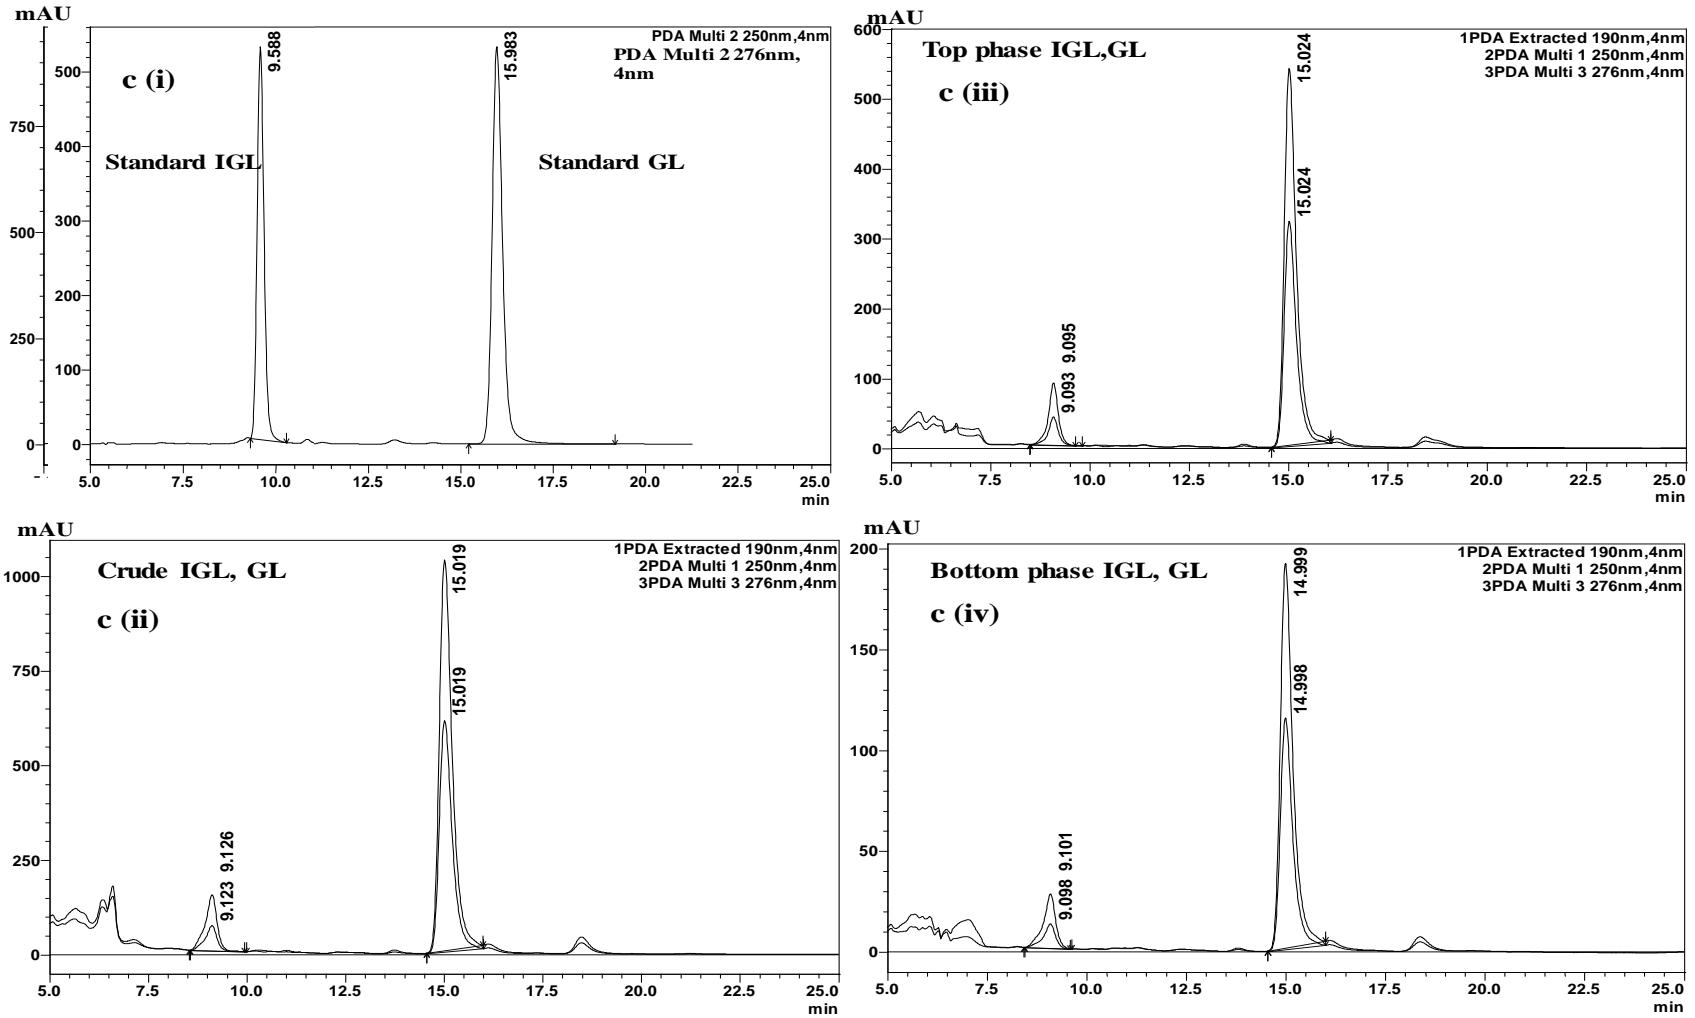 mAU
PDA Multi 2 250nm,4nm
PDA Multi 2 276nm,
4nm
c (i)
9.588
15.983
Standard IGL
Standard GL
750
500
250
0
500
400
300
200
100
0
5.0 7.5 10.0 12.5 15.0 17.5 20.0 22.5 25.0
min
mAU
Top phase IGL,GL
c (iii)
1PDA Extracted 190nm,4nm
2PDA Multi 1 250nm,4nm
3PDA Multi 3 276nm,4nm
15.024
15.024
9.093 9.095
600
500
400
300
200
100
0
5.0 7.5 10.0 12.5 15.0 17.5 20.0 22.5 25.0
min
mAU
Crude IGL, GL
c (ii)
1PDA Extracted 190nm,4nm
2PDA Multi 1 250nm,4nm
3PDA Multi 3 276nm,4nm
15.019
15.019
9.123 9.126
1000
750
500
250
0
5.0 7.5 10.0 12.5 15.0 17.5 20.0 22.5 25.0
min
mAU
Bottom phase IGL, GL
c (iv)
1PDA Extracted 190nm,4nm
2PDA Multi 1 250nm,4nm
3PDA Multi 3 276nm,4nm
14.999
14.998
9.098 9.101
200
150
100
50
0
5.0 7.5 10.0 12.5 15.0 17.5 20.0 22.5 25.0
min